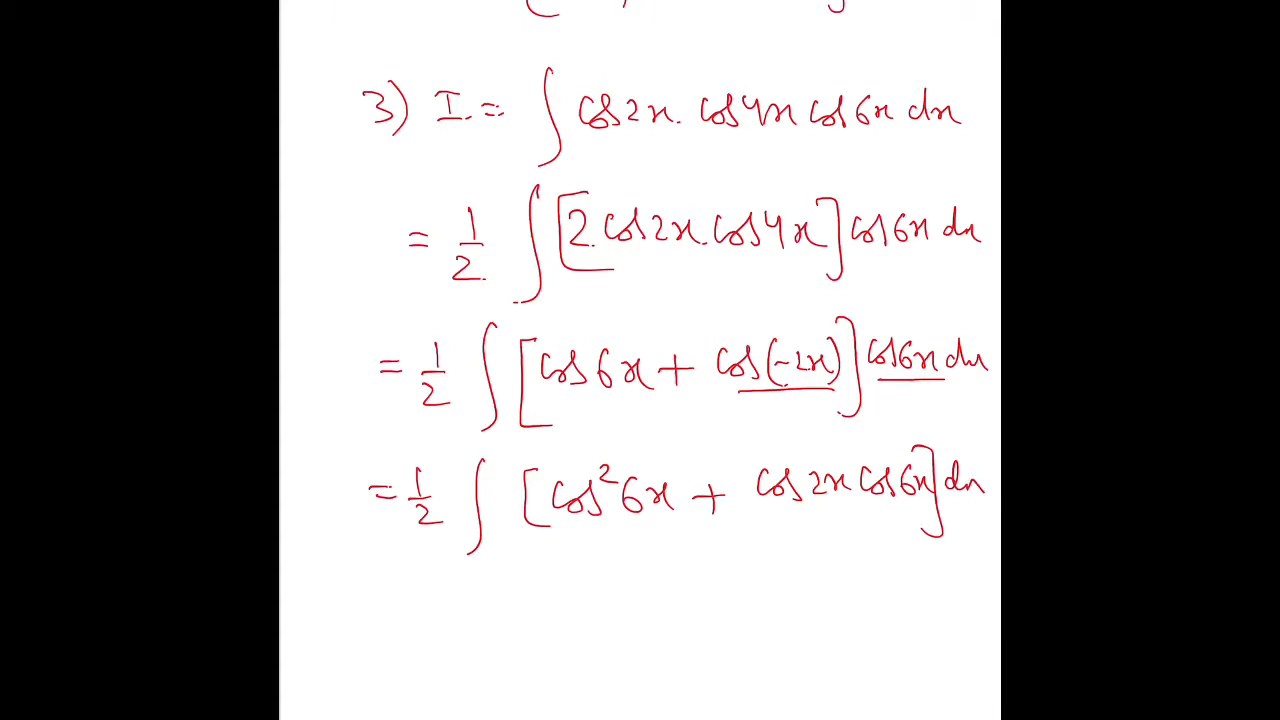 3) I = ∫ cos2x. cos4x cos6x dx
= 1/2 ∫ [2.cos2x.cos4x] cos6x dx
= 1/2 ∫ [cos6x + cos(-2x)] cos6x dx
= 1/2 ∫ [cos²6x + cos2x cos6x] dx